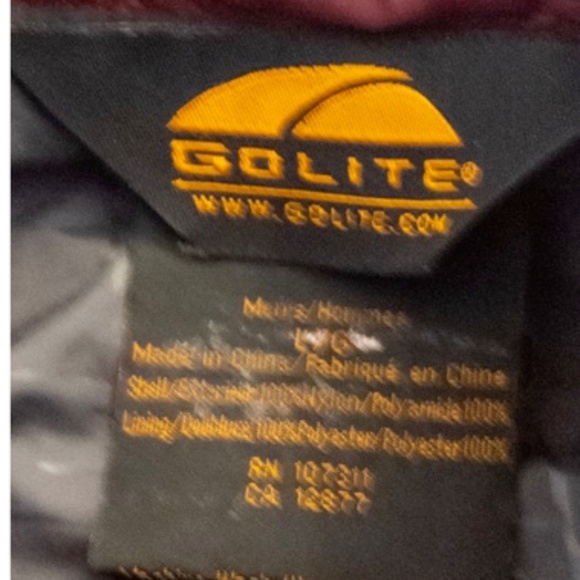 GOLITE®
WWW.GOLITE.COM
Mens/Hommes
L/G
Made in China/Fabriqué en Chine
100%Nylon/Polyamide100%
Lining/Doublure 100%Polyester/Polyester100%
RN 107311
CA 12877